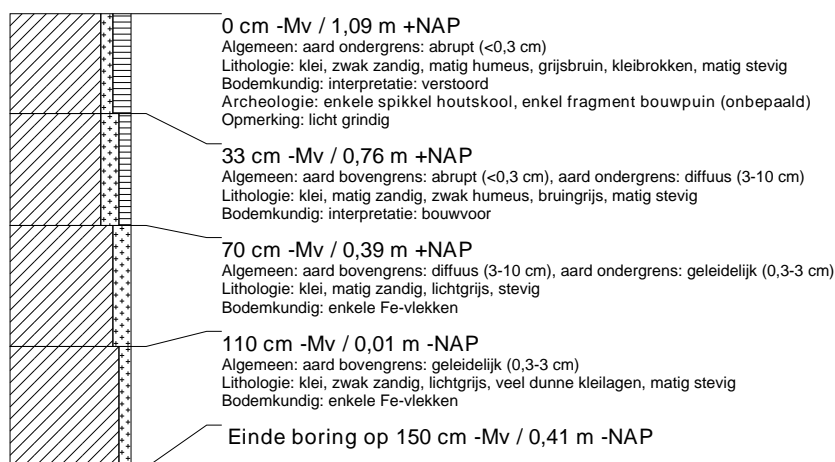 0 cm -Mv / 1,09 m +NAP
Algemeen: aard ondergrens: abrupt (<0,3 cm)
Lithologie: klei, zwak zandig, matig humeus, grijsbruin, kleibrokken, matig stevig
Bodemkundig: interpretatie: verstoord
Archeologie: enkele spikkel houtskool, enkel fragment bouwpuin (onbepaald)
Opmerking: licht grindig
33 cm -Mv / 0,76 m +NAP
Algemeen: aard bovengrens: abrupt (<0,3 cm), aard ondergrens: diffuus (3-10 cm)
Lithologie: klei, matig zandig, zwak humeus, bruingrijs, matig stevig
Bodemkundig: interpretatie: bouwvoor
70 cm -Mv / 0,39 m +NAP
Algemeen: aard bovengrens: diffuus (3-10 cm), aard ondergrens: geleidelijk (0,3-3 cm)
Lithologie: klei, matig zandig, lichtgrijs, stevig
Bodemkundig: enkele Fe-vlekken
110 cm -Mv / 0,01 m -NAP
Algemeen: aard bovengrens: geleidelijk (0,3-3 cm)
Lithologie: klei, zwak zandig, lichtgrijs, veel dunne kleilagen, matig stevig
Bodemkundig: enkele Fe-vlekken
Einde boring op 150 cm -Mv / 0,41 m -NAP